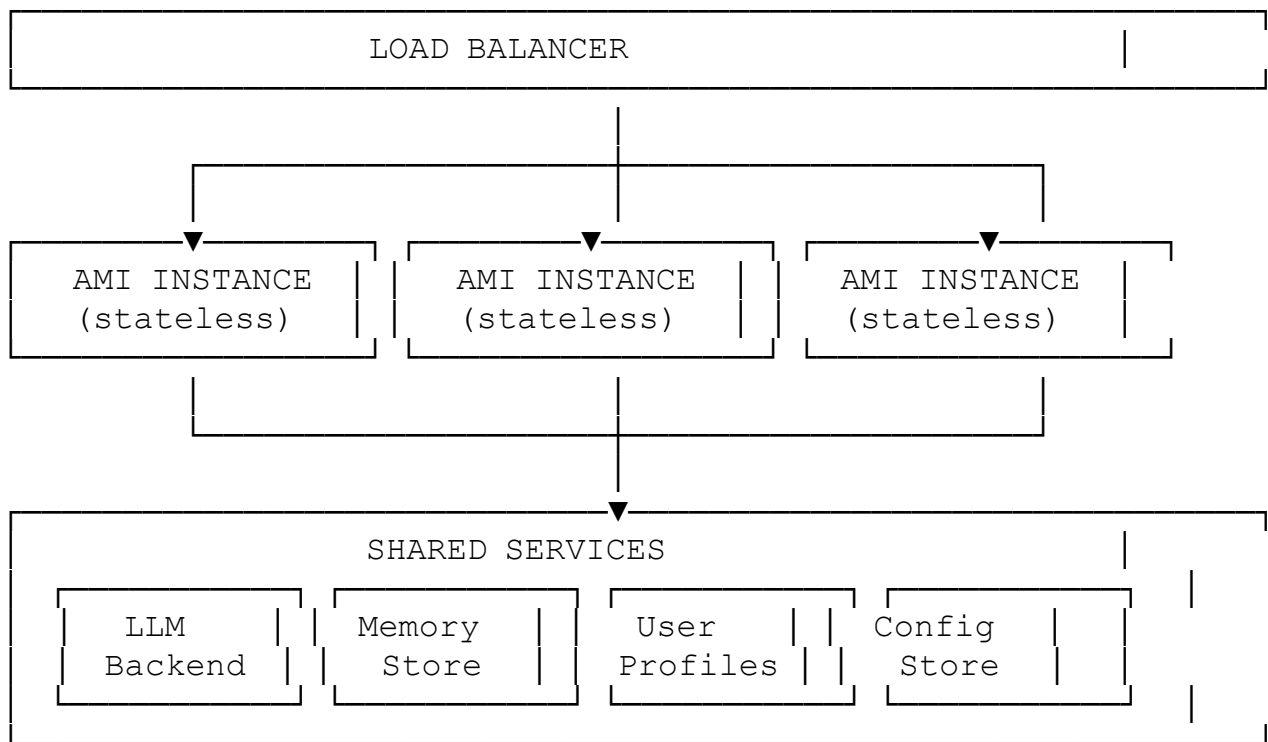 LOAD BALANCER
AMI INSTANCE AMI INSTANCE AMI INSTANCE
(stateless) (stateless) (stateless)
SHARED SERVICES
LLM Memory User Config
Backend Store Profiles Store